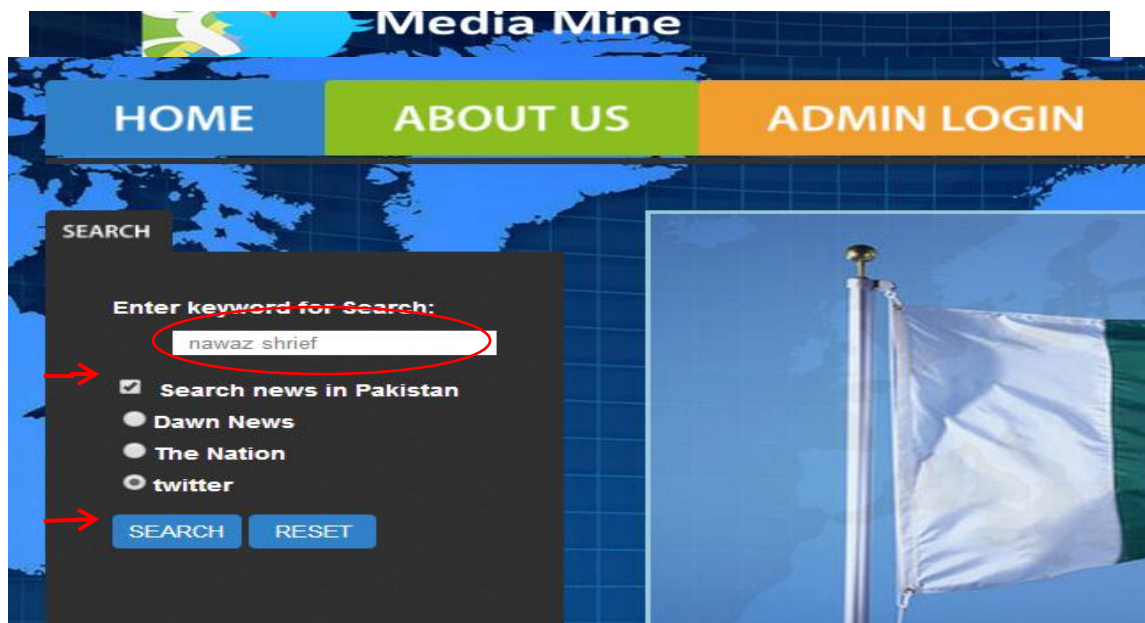 Media Mine
HOME ABOUT US ADMIN LOGIN
SEARCH
Enter keyword for Search:
nawaz shrief
Search news in Pakistan
Dawn News
The Nation
twitter
SEARCH RESET